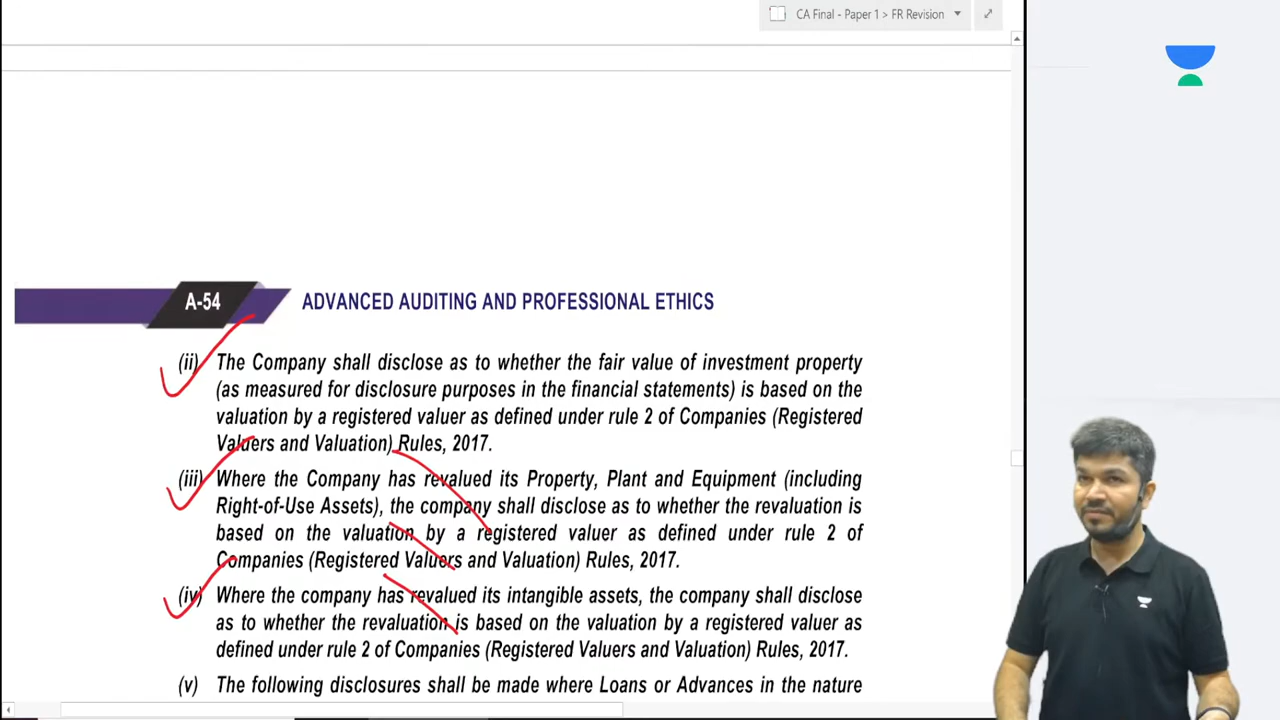 CA Final - Paper 1 > FR Revision
A-54
ADVANCED AUDITING AND PROFESSIONAL ETHICS
(ii) The Company shall disclose as to whether the fair value of investment property
(as measured for disclosure purposes in the financial statements) is based on the
valuation by a registered valuer as defined under rule 2 of Companies (Registered
Valuers and Valuation) Rules, 2017.
(iii) Where the Company has revalued its Property, Plant and Equipment (including
Right-of-Use Assets), the company shall disclose as to whether the revaluation is
based on the valuation by a registered valuer as defined under rule 2 of
Companies (Registered Valuers and Valuation) Rules, 2017.
(iv) Where the company has revalued its intangible assets, the company shall disclose
as to whether the revaluation is based on the valuation by a registered valuer as
defined under rule 2 of Companies (Registered Valuers and Valuation) Rules, 2017.
(v) The following disclosures shall be made where Loans or Advances in the nature